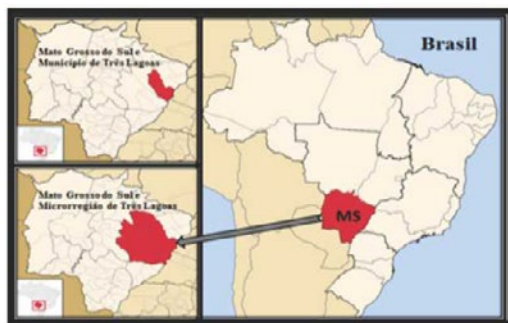 Mato Grosso do Sul e
Município de Três Lagoas
Mato Grosso do Sul e
Microrregião de Três Lagoas
Brasil
MS